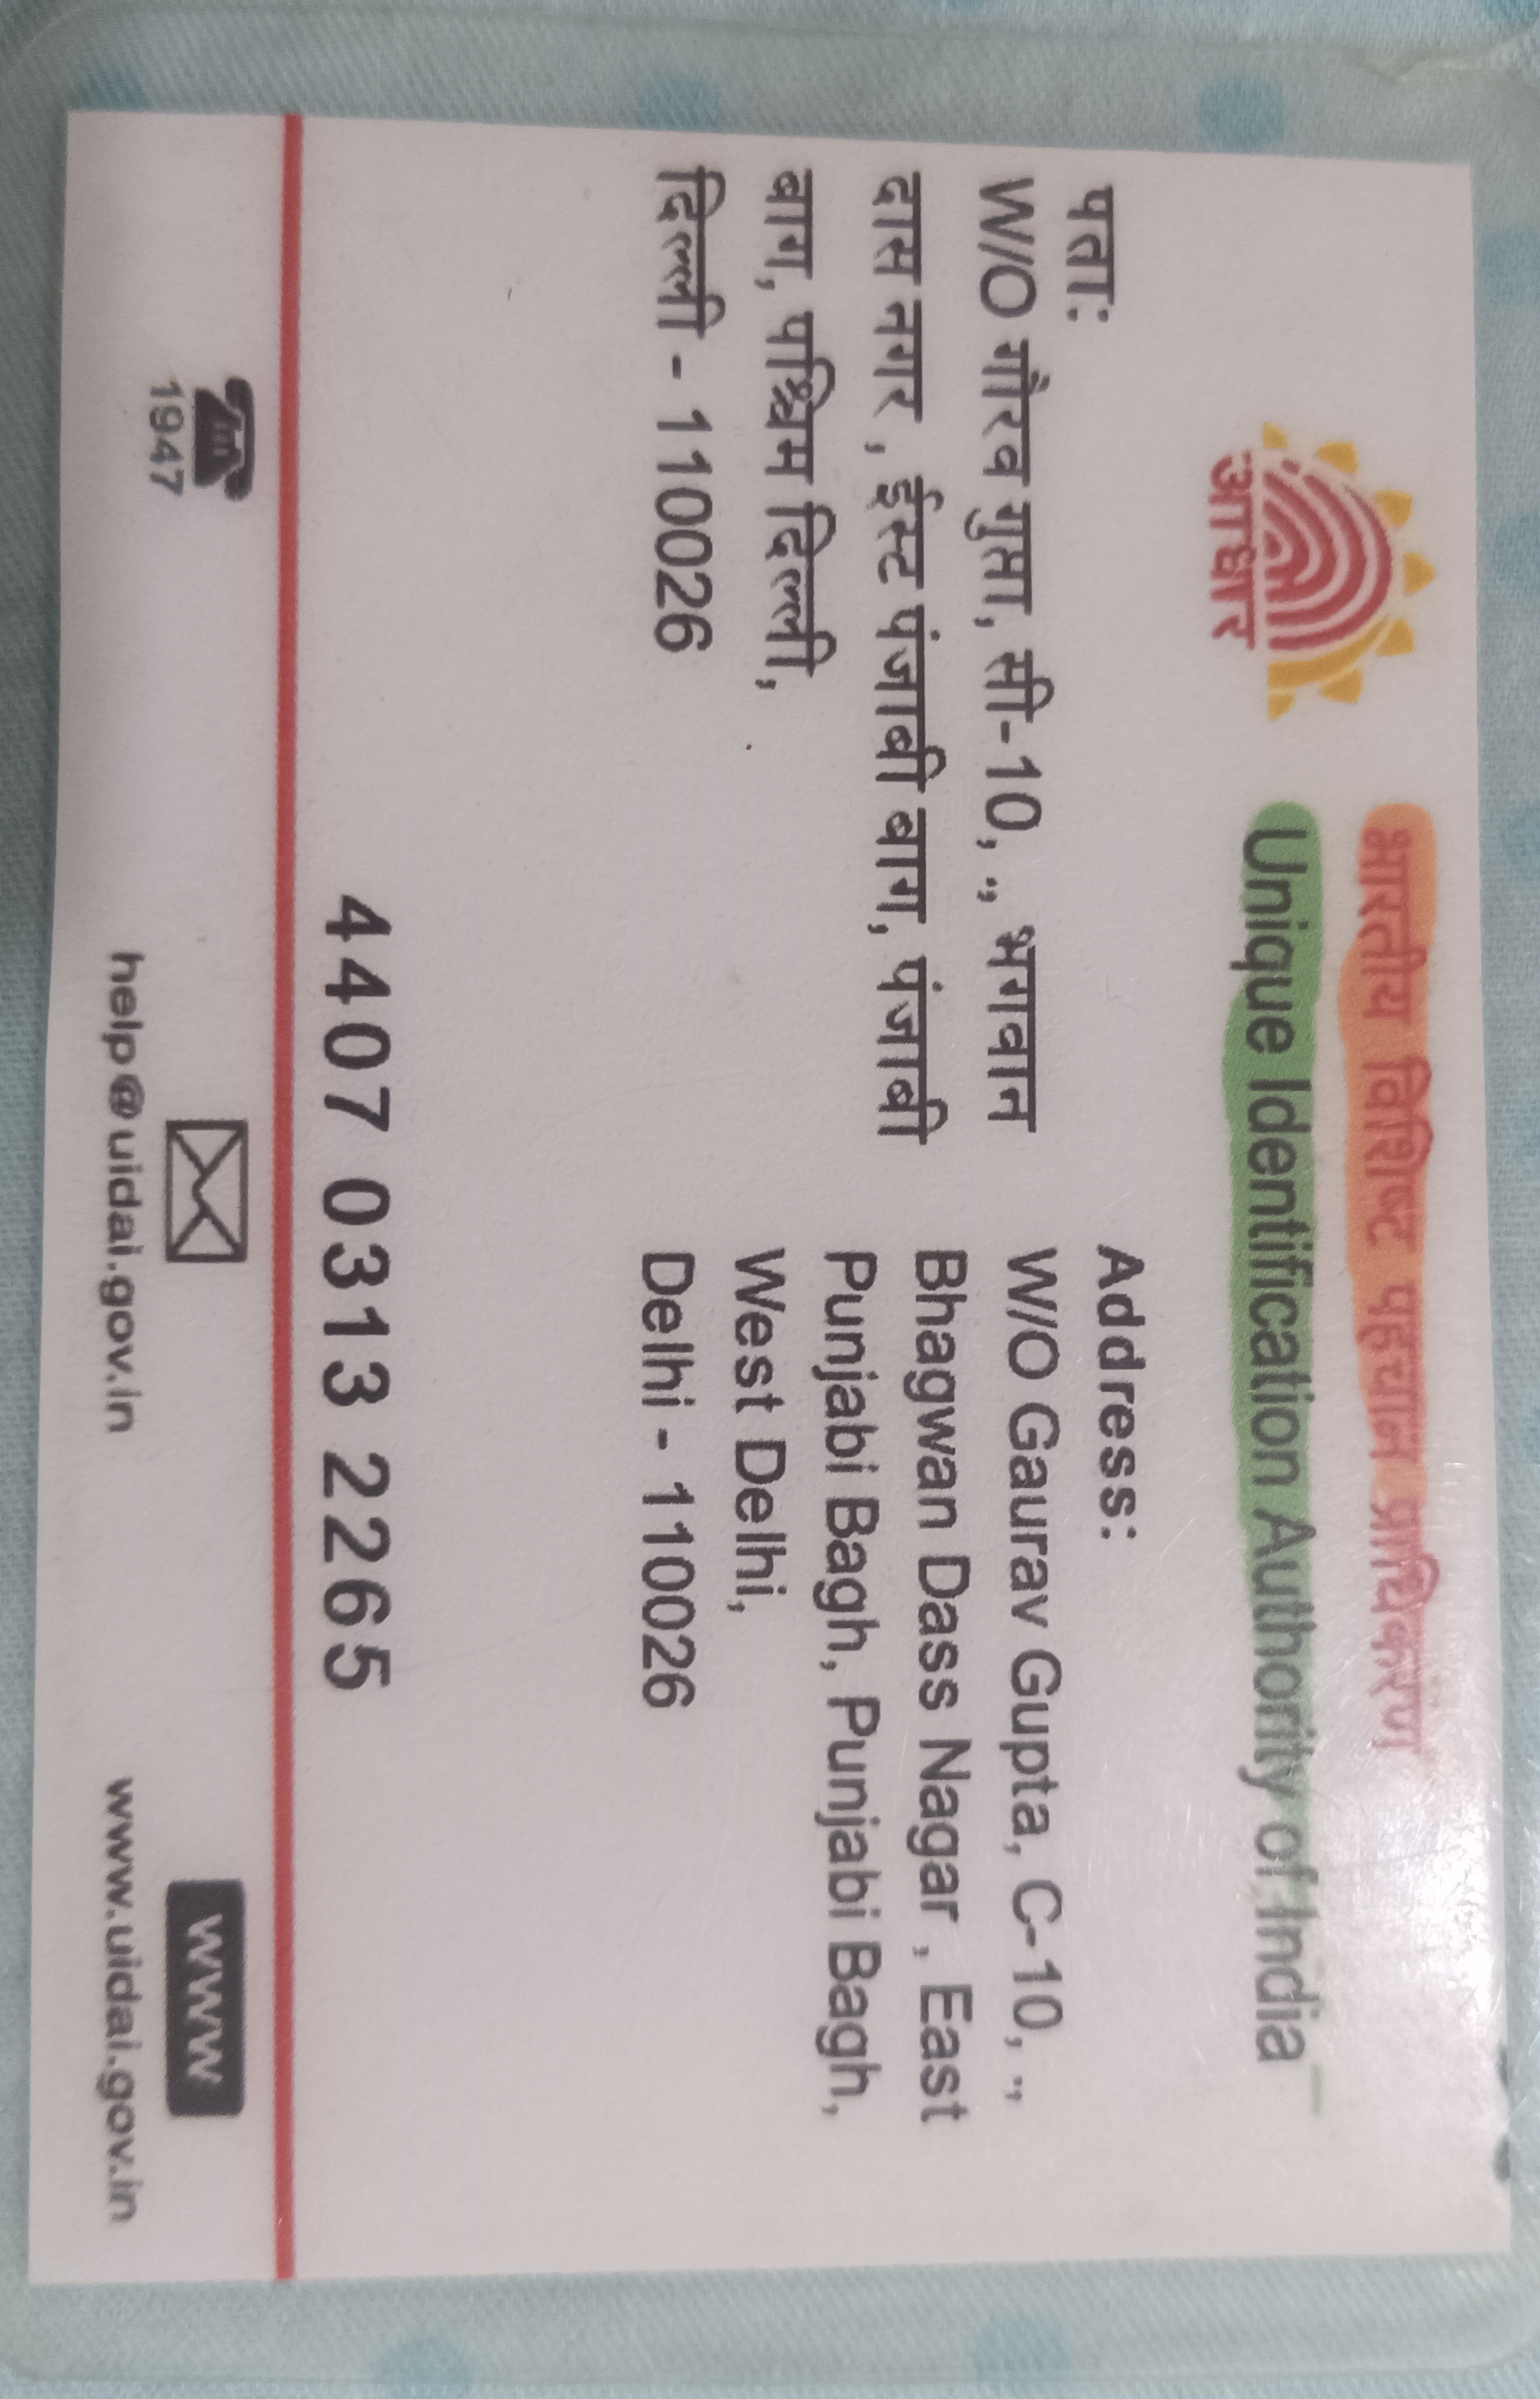 भारतीय विशिष्ट पहचान प्राधिकरण
Unique Identification Authority of India
आधार
पता:
W/O गौरव गुप्ता, सी-10, ,, भगवान
दास नगर , ईस्ट पंजाबी बाग, पंजाबी
बाग, पश्चिम दिल्ली,
दिल्ली - 110026
Address:
W/O Gaurav Gupta, C-10, ,,
Bhagwan Dass Nagar , East
Punjabi Bagh, Punjabi Bagh,
West Delhi,
Delhi - 110026
4407 0313 2265
1947
help@uidai.gov.in
www
www.uidai.gov.in